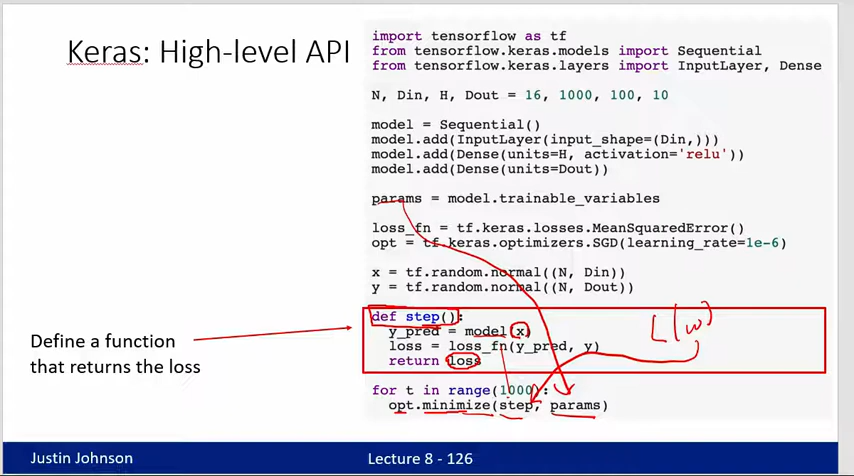 Keras: High-level API
import tensorflow as tf
from tensorflow.keras.models import Sequential
from tensorflow.keras.layers import InputLayer, Dense
N, Din, H, Dout = 16, 1000, 100, 10
model = Sequential()
model.add(InputLayer(input_shape=(Din,)))
model.add(Dense(units=H, activation='relu'))
model.add(Dense(units=Dout))
params = model.trainable_variables
loss_fn = tf.keras.losses.MeanSquaredError()
opt = tf.keras.optimizers.SGD(learning_rate=1e-6)
x = tf.random.normal((N, Din))
y = tf.random.normal((N, Dout))
def step():
y_pred = model(x)
loss = loss_fn(y_pred, y)
return loss
L(w)
for t in range(1000):
opt.minimize(step, params)
Define a function
that returns the loss
Justin Johnson
Lecture 8 - 126